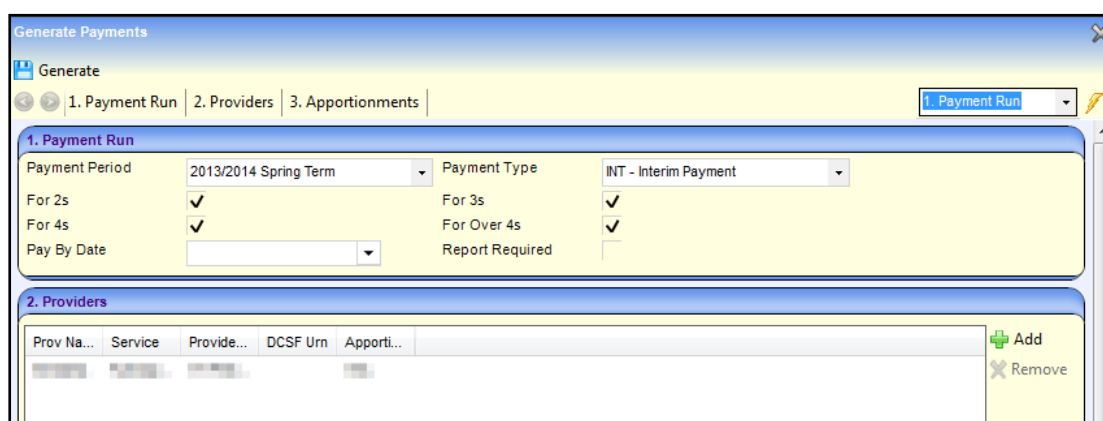 Generate Payments
Generate
1. Payment Run 2. Providers 3. Apportionments 1. Payment Run
1. Payment Run
Payment Period 2013/2014 Spring Term Payment Type INT - Interim Payment
For 2s For 3s
For 4s For Over 4s
Pay By Date Report Required
2. Providers
Prov Na... Service Provide... DCSF Urn Apporti... Add
Remove